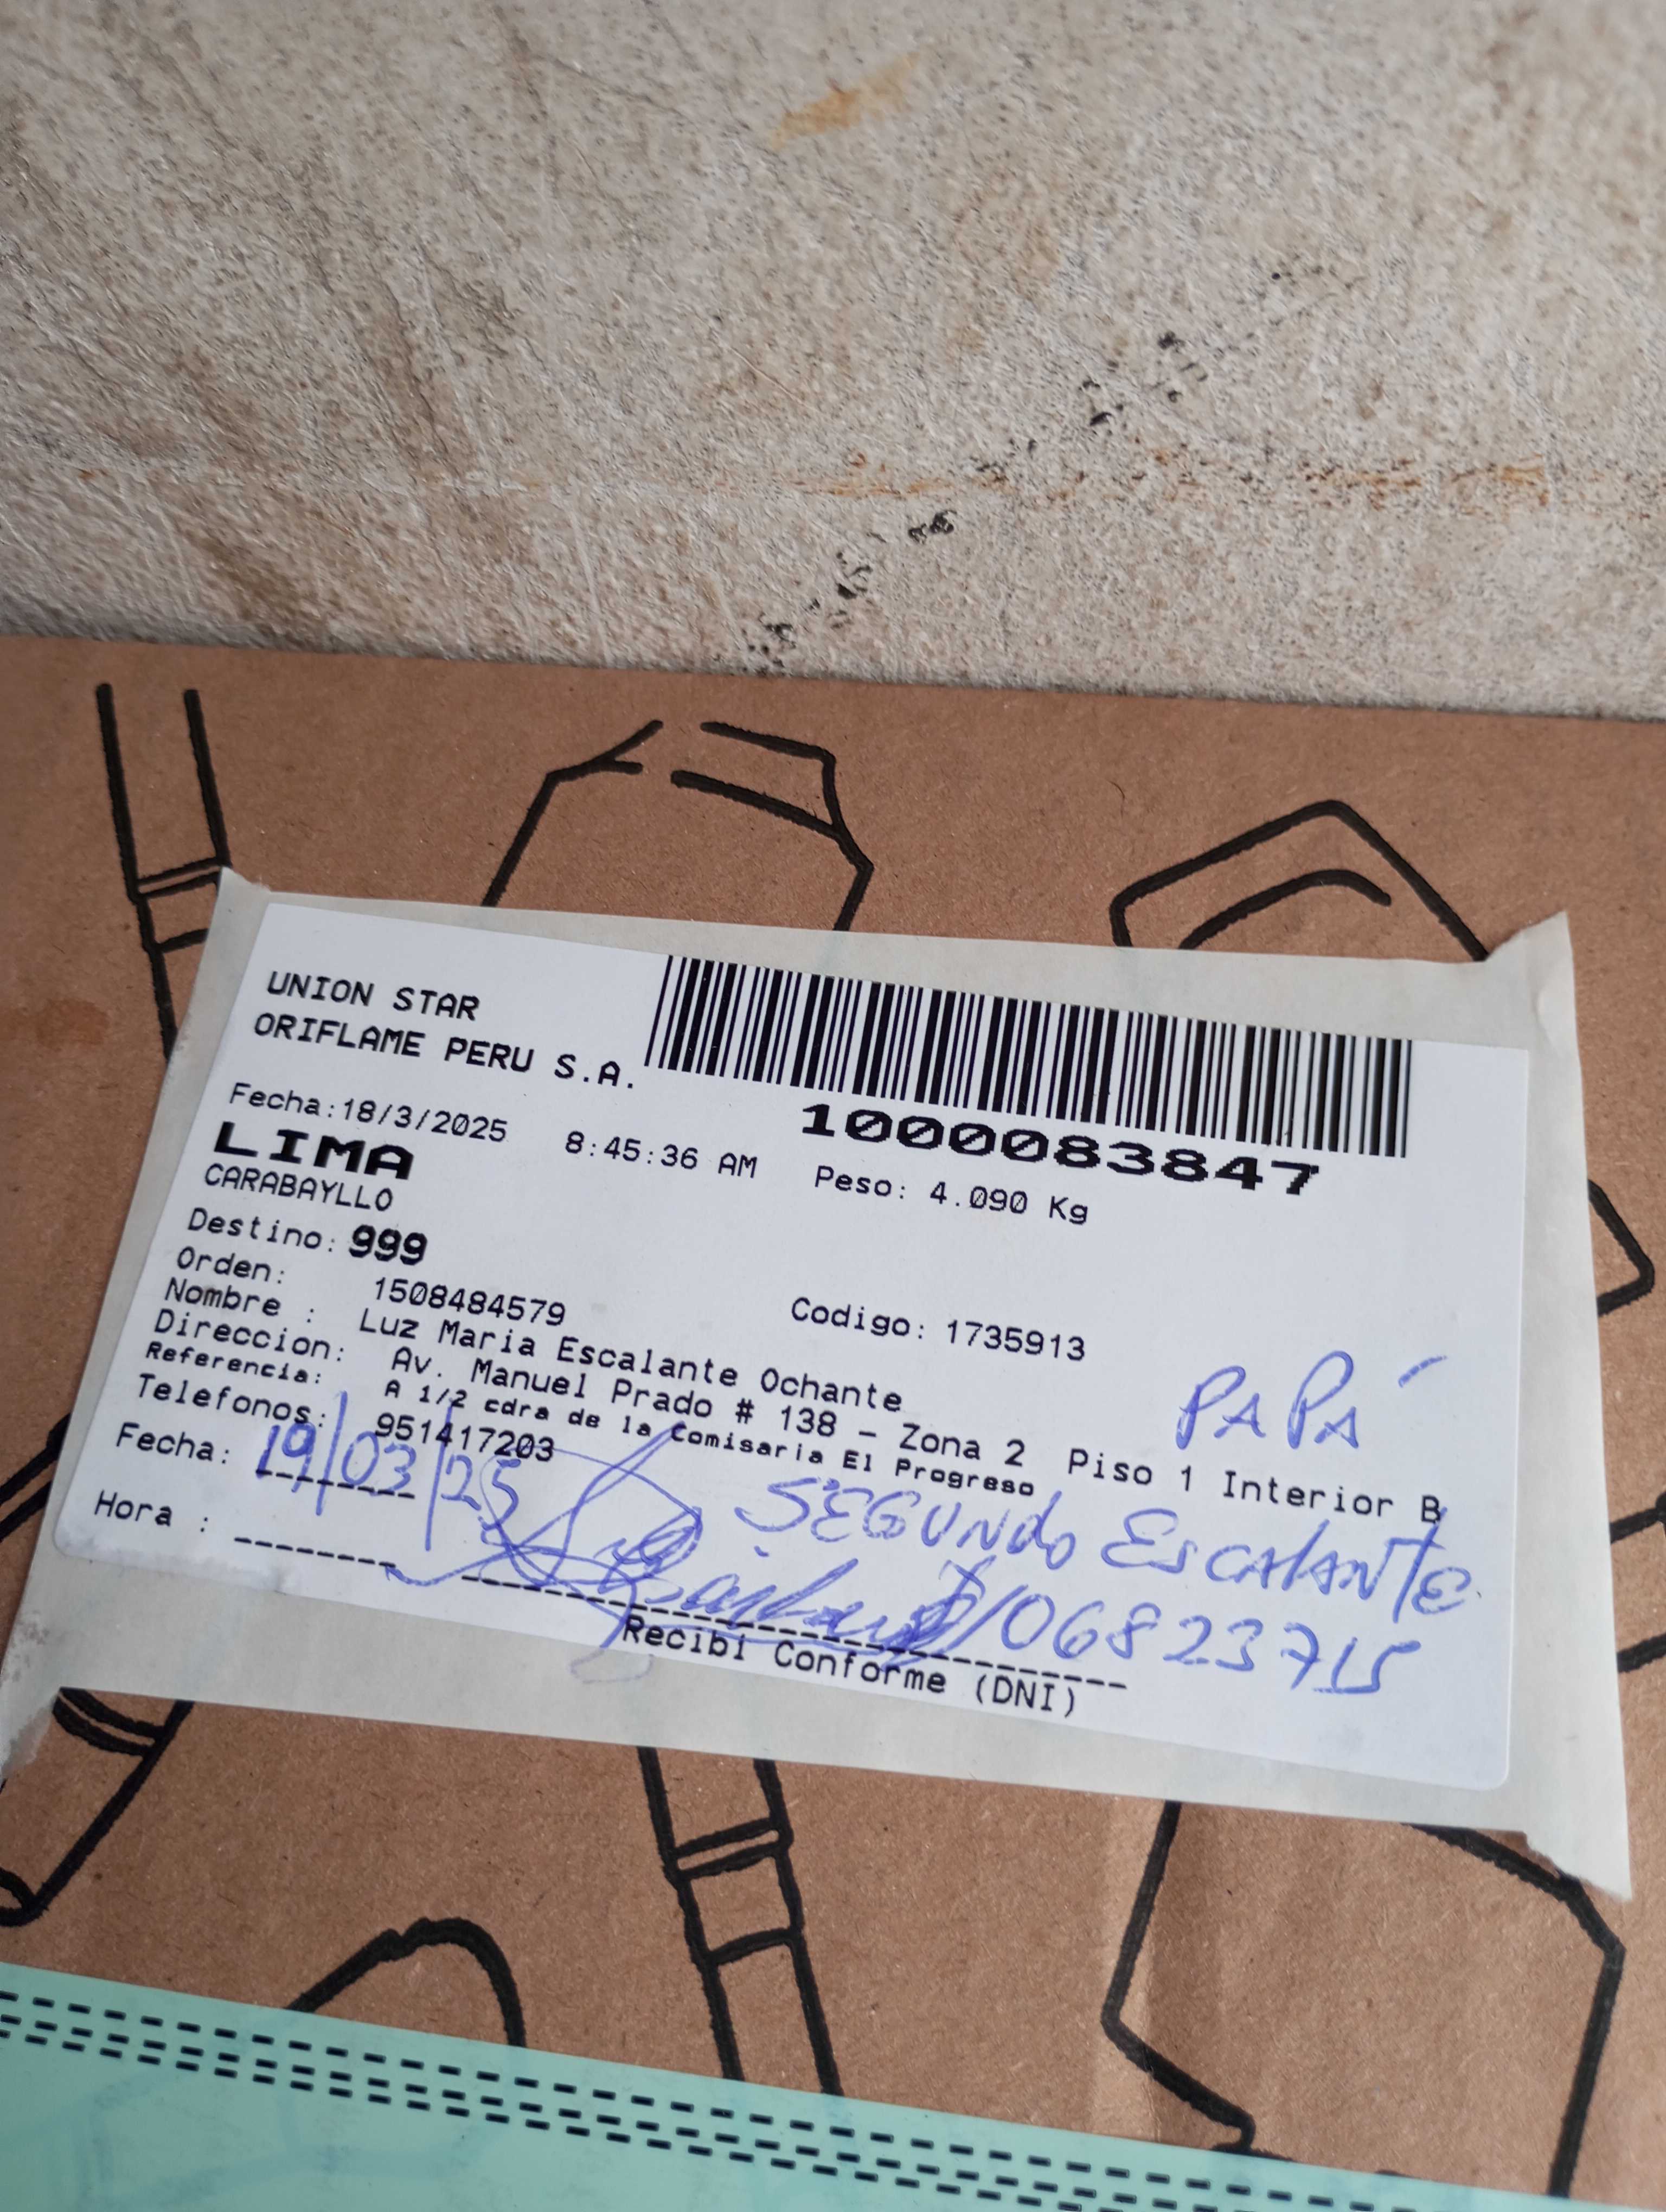 UNION STAR
ORIFLAME PERU S.A.
1000083847
Fecha:18/3/2025 8:45:36 AM Peso: 4.090 Kg
LIMA
CARABAYLLO
Destino: 999
Orden: 1508484579 Codigo: 1735913
Nombre : Luz Maria Escalante Ochante
Direccion: Av. Manuel Prado # 138 - Zona 2 Piso 1 Interior B
Referencia: A 1/2 cdra de la Comisaria El Progreso
Telefonos: 951417203
PAPÁ
Fecha: 19/03/25
SEGUNDO ESCALANTE
Hora : --------
06823715
Recibi Conforme (DNI)